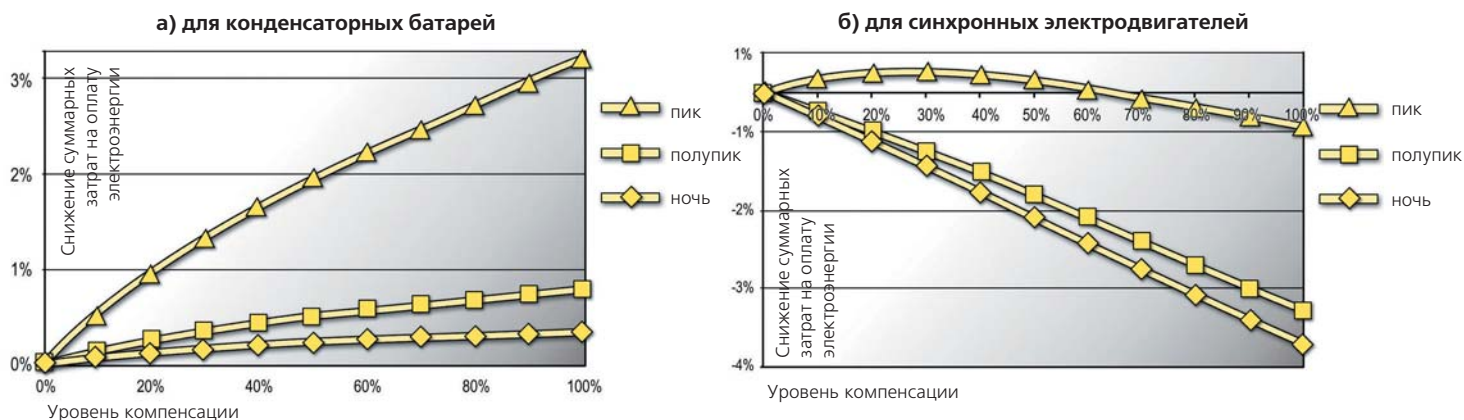 а) для конденсаторных батарей
3%
2%
1%
0%
Снижение суммарных
затрат на оплату
электроэнергии
0%
20%
40%
60%
80%
100%
Уровень компенсации
пик
полупик
ночь
б) для синхронных электродвигателей
1%
-1%
-2%
-3%
-4%
0%
10%
20%
30%
40%
50%
60%
70%
80%
90%
100%
Снижение суммарных
затрат на оплату
электроэнергии
Уровень компенсации
пик
полупик
ночь